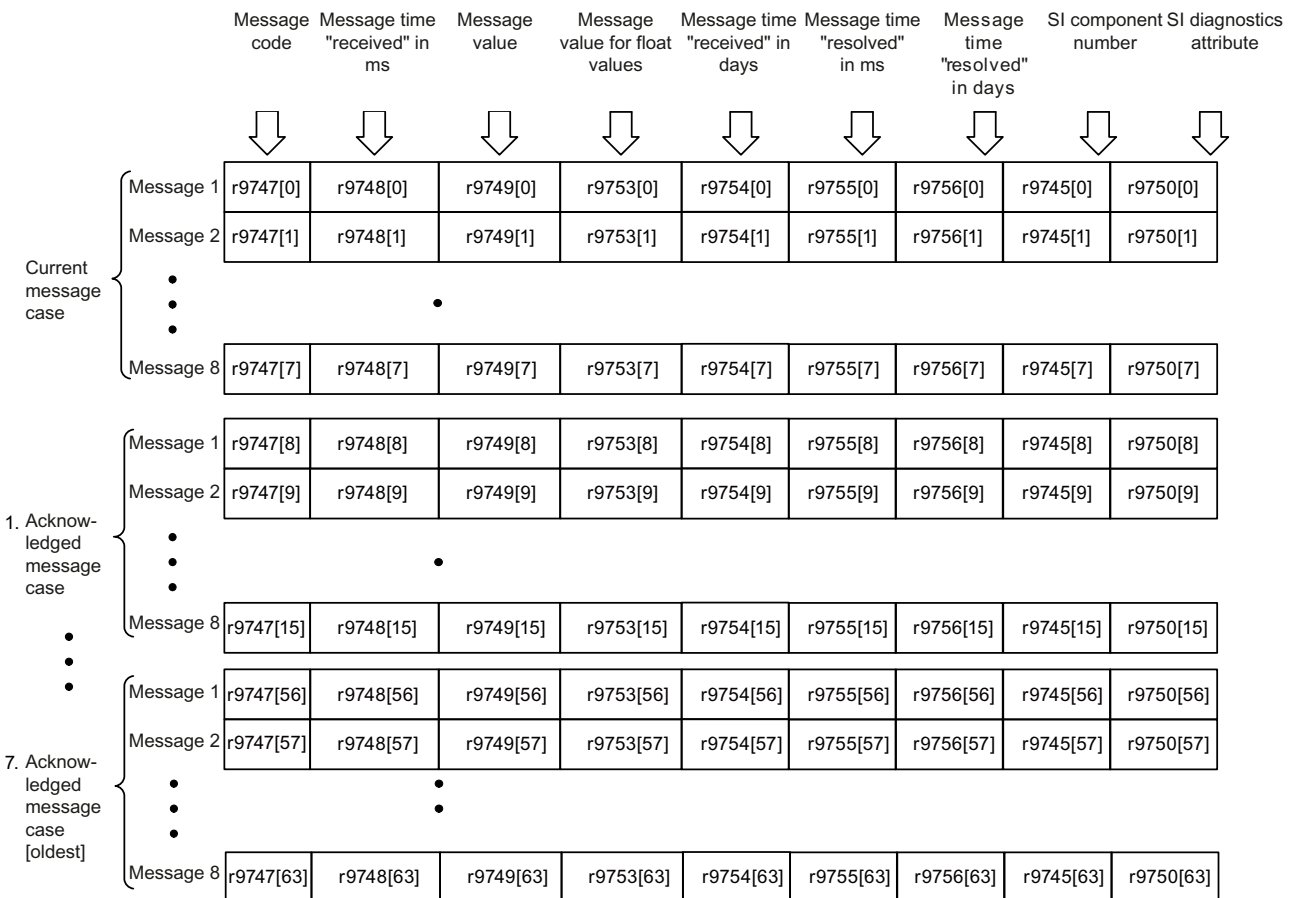 Message code
Message time "received" in ms
Message value
Message value for float values
Message time "received" in days
Message time "resolved" in ms
Message time "resolved" in days
SI component number
SI diagnostics attribute
Current message case
Message 1 r9747[0] r9748[0] r9749[0] r9753[0] r9754[0] r9755[0] r9756[0] r9745[0] r9750[0]
Message 2 r9747[1] r9748[1] r9749[1] r9753[1] r9754[1] r9755[1] r9756[1] r9745[1] r9750[1]
Message 8 r9747[7] r9748[7] r9749[7] r9753[7] r9754[7] r9755[7] r9756[7] r9745[7] r9750[7]
1. Acknow-
ledged
message
case
Message 1 r9747[8] r9748[8] r9749[8] r9753[8] r9754[8] r9755[8] r9756[8] r9745[8] r9750[8]
Message 2 r9747[9] r9748[9] r9749[9] r9753[9] r9754[9] r9755[9] r9756[9] r9745[9] r9750[9]
Message 8 r9747[15] r9748[15] r9749[15] r9753[15] r9754[15] r9755[15] r9756[15] r9745[15] r9750[15]
7. Acknow-
ledged
message
case
[oldest]
Message 1 r9747[56] r9748[56] r9749[56] r9753[56] r9754[56] r9755[56] r9756[56] r9745[56] r9750[56]
Message 2 r9747[57] r9748[57] r9749[57] r9753[57] r9754[57] r9755[57] r9756[57] r9745[57] r9750[57]
Message 8 r9747[63] r9748[63] r9749[63] r9753[63] r9754[63] r9755[63] r9756[63] r9745[63] r9750[63]